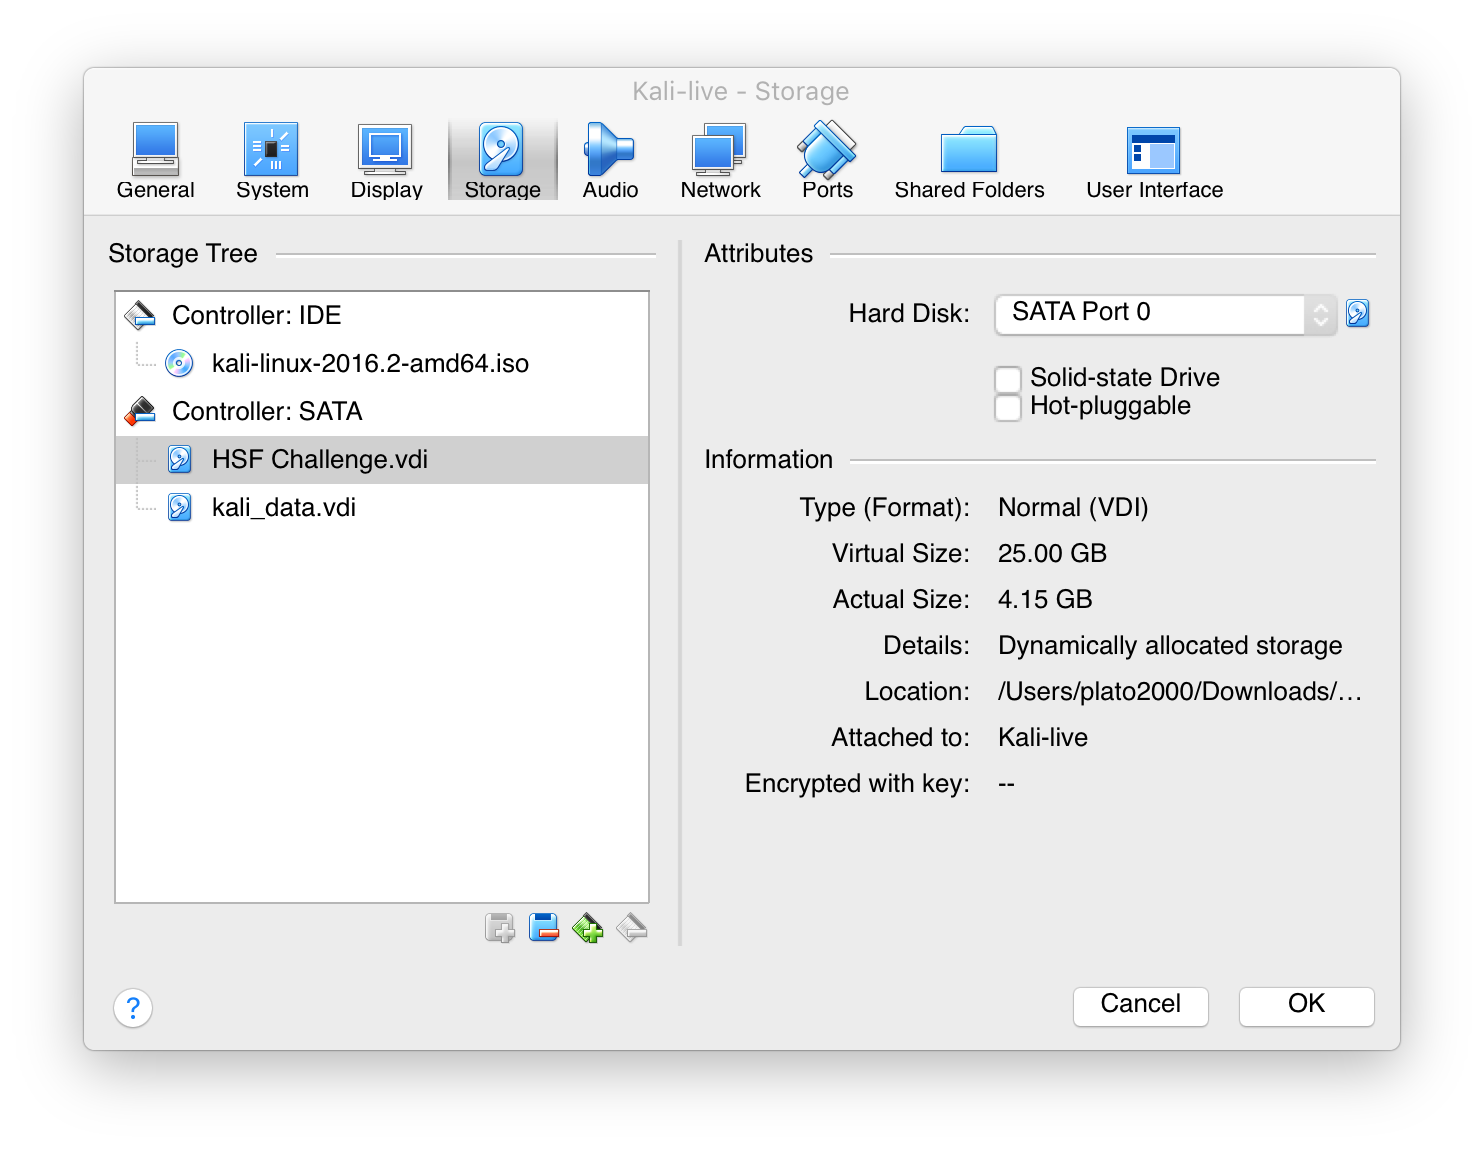 Kali-live - Storage
General
System
Display
Storage
Audio
Network
Ports
Shared Folders
User Interface
Storage Tree
Controller: IDE
kali-linux-2016.2-amd64.iso
Controller: SATA
HSF Challenge.vdi
kali_data.vdi
Attributes
Hard Disk: SATA Port 0
Solid-state Drive
Hot-pluggable
Information
Type (Format): Normal (VDI)
Virtual Size: 25.00 GB
Actual Size: 4.15 GB
Details: Dynamically allocated storage
Location: /Users/plato2000/Downloads/…
Attached to: Kali-live
Encrypted with key: --
?
Cancel
OK